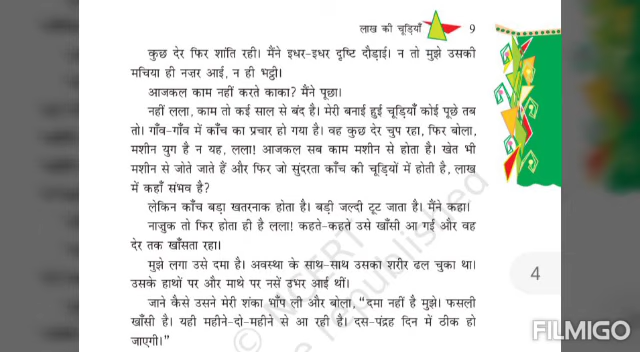 लाख की चूड़ियाँ 9
कुछ देर फिर शांति रही। मैंने इधर-इधर दृष्टि दौड़ाई। न तो मुझे उसकी
मचिया ही नज़र आई, न ही भट्ठी।
आजकल काम नहीं करते काका? मैंने पूछा।
नहीं लला, काम तो कई साल से बंद है। मेरी बनाई हुई चूड़ियाँ कोई पूछे तब
तो। गाँव-गाँव में काँच का प्रचार हो गया है। वह कुछ देर चुप रहा, फिर बोला,
मशीन युग है न यह, लला! आजकल सब काम मशीन से होता है। खेत भी
मशीन से जोते जाते हैं और फिर जो सुंदरता काँच की चूड़ियों में होती है, लाख
में कहाँ संभव है?
लेकिन काँच बड़ा खतरनाक होता है। बड़ी जल्दी टूट जाता है। मैंने कहा।
नाज़ुक तो फिर होता ही है लला! कहते-कहते उसे खाँसी आ गई और वह
देर तक खाँसता रहा।
मुझे लगा उसे दमा है। अवस्था के साथ-साथ उसका शरीर ढल चुका था।
उसके हाथों पर और माथे पर नसें उभर आई थीं।
जाने कैसे उसने मेरी शंका भाँप ली और बोला, "दमा नहीं है मुझे। फसली
खाँसी है। यही महीने-दो-महीने से आ रही है। दस-पंद्रह दिन में ठीक हो
जाएगी।"
© NCERT
be republished
4
FILMIGO